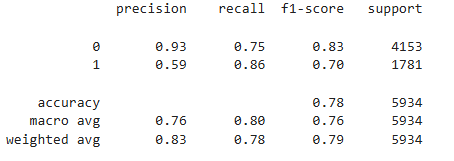 precision recall f1-score support
0 0.93 0.75 0.83 4153
1 0.59 0.86 0.70 1781
accuracy 0.78 5934
macro avg 0.76 0.80 0.76 5934
weighted avg 0.83 0.78 0.79 5934